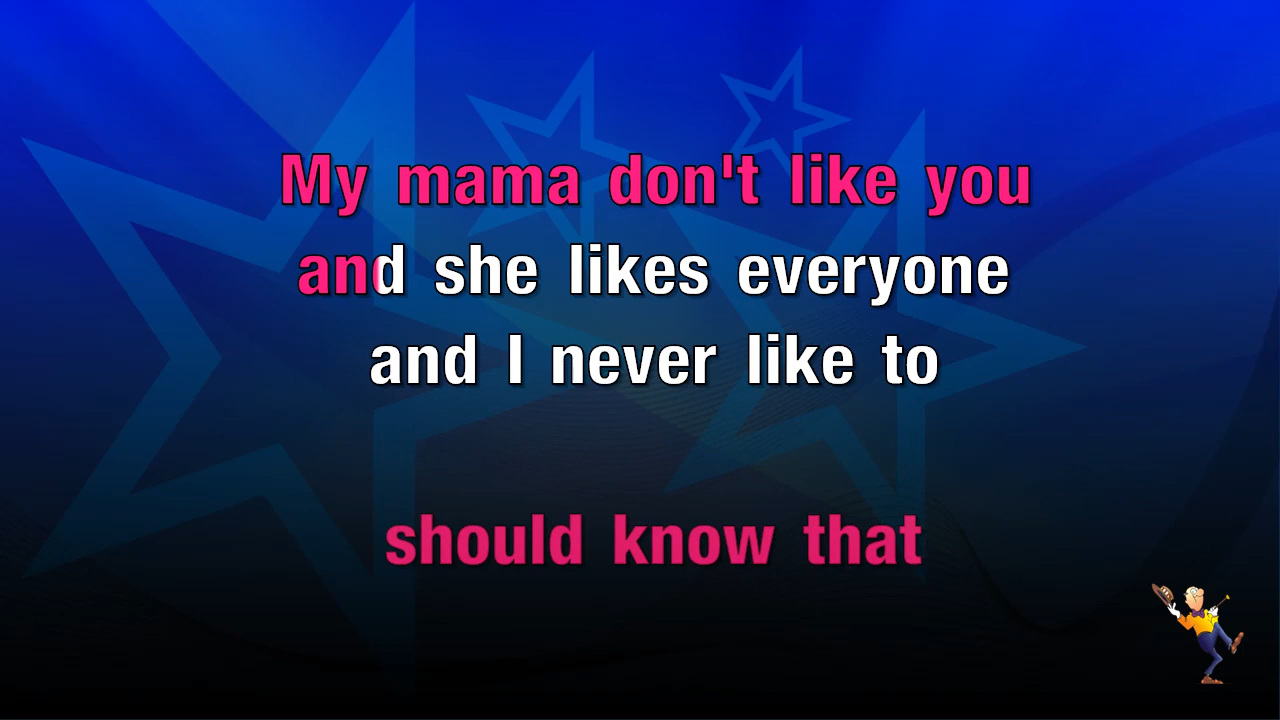 My mama don't like you
and she likes everyone
and I never like to
should know that